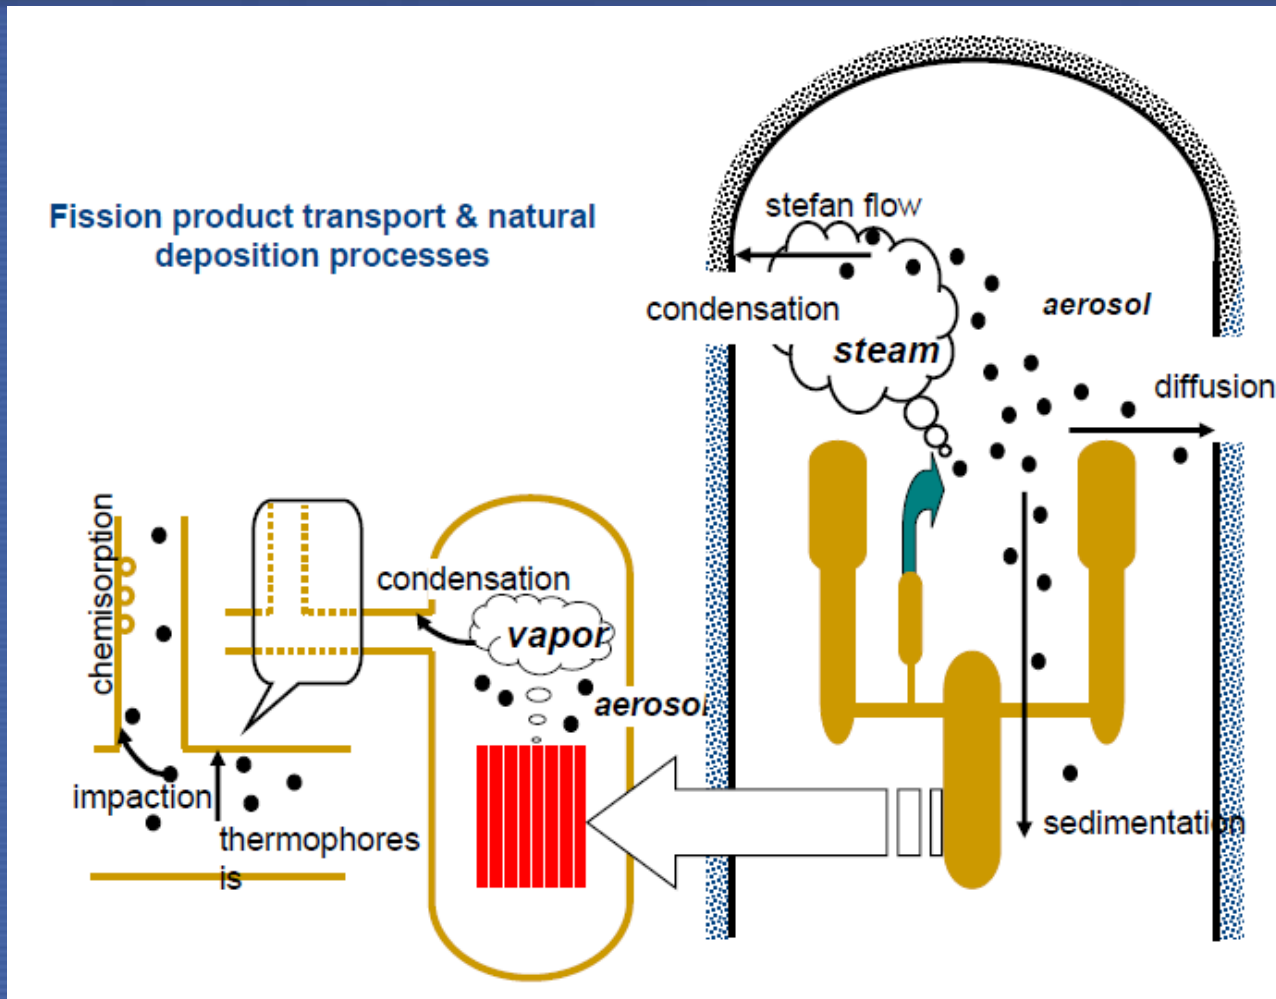 Fission product transport & natural
deposition processes
stefan flow
condensation
steam
aerosol
diffusion
chemisorption
condensation
vapor
aerosol
impaction
thermophores
is
sedimentation